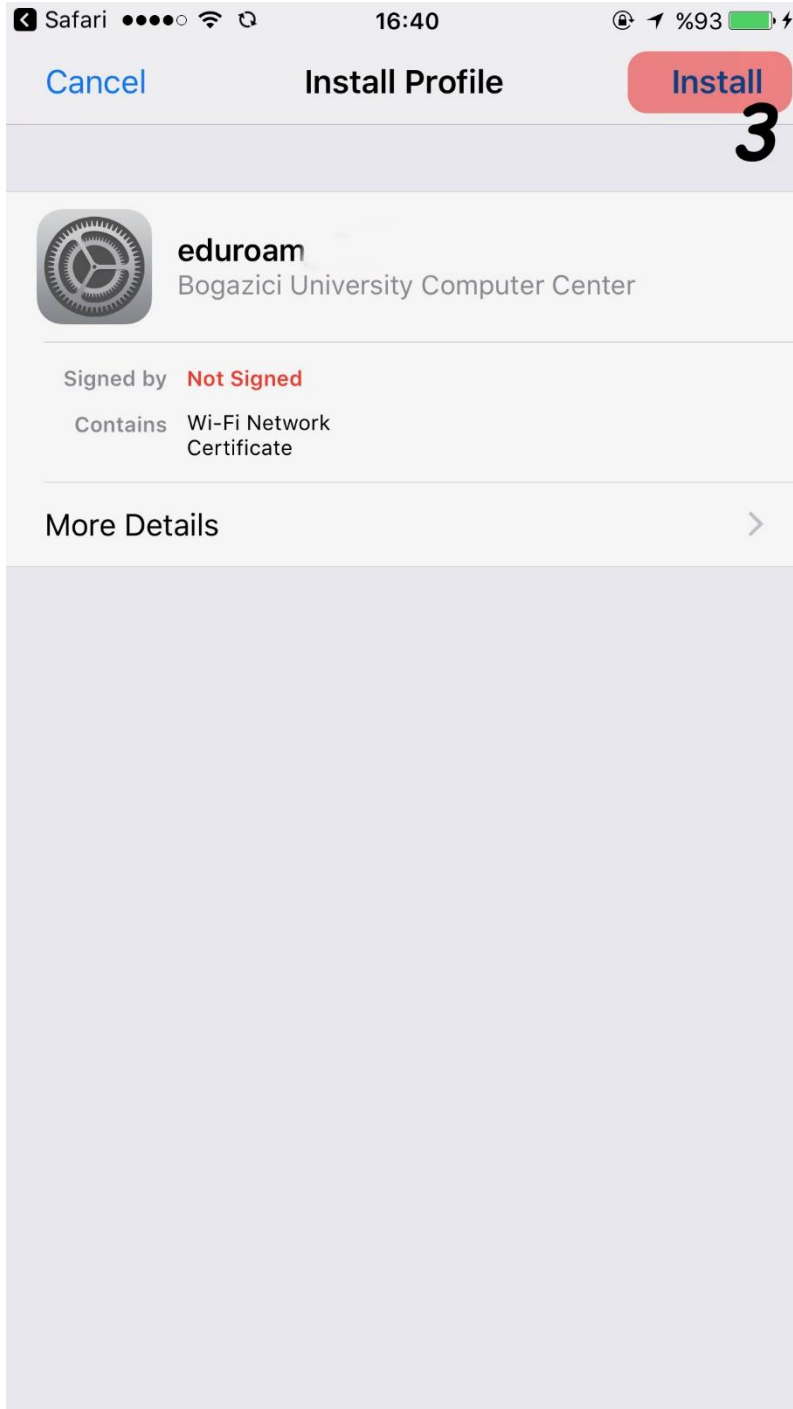 Safari 16:40 %93
Cancel Install Profile Install
3
eduroam
Bogazici University Computer Center
Signed by Not Signed
Contains Wi-Fi Network
Certificate
More Details